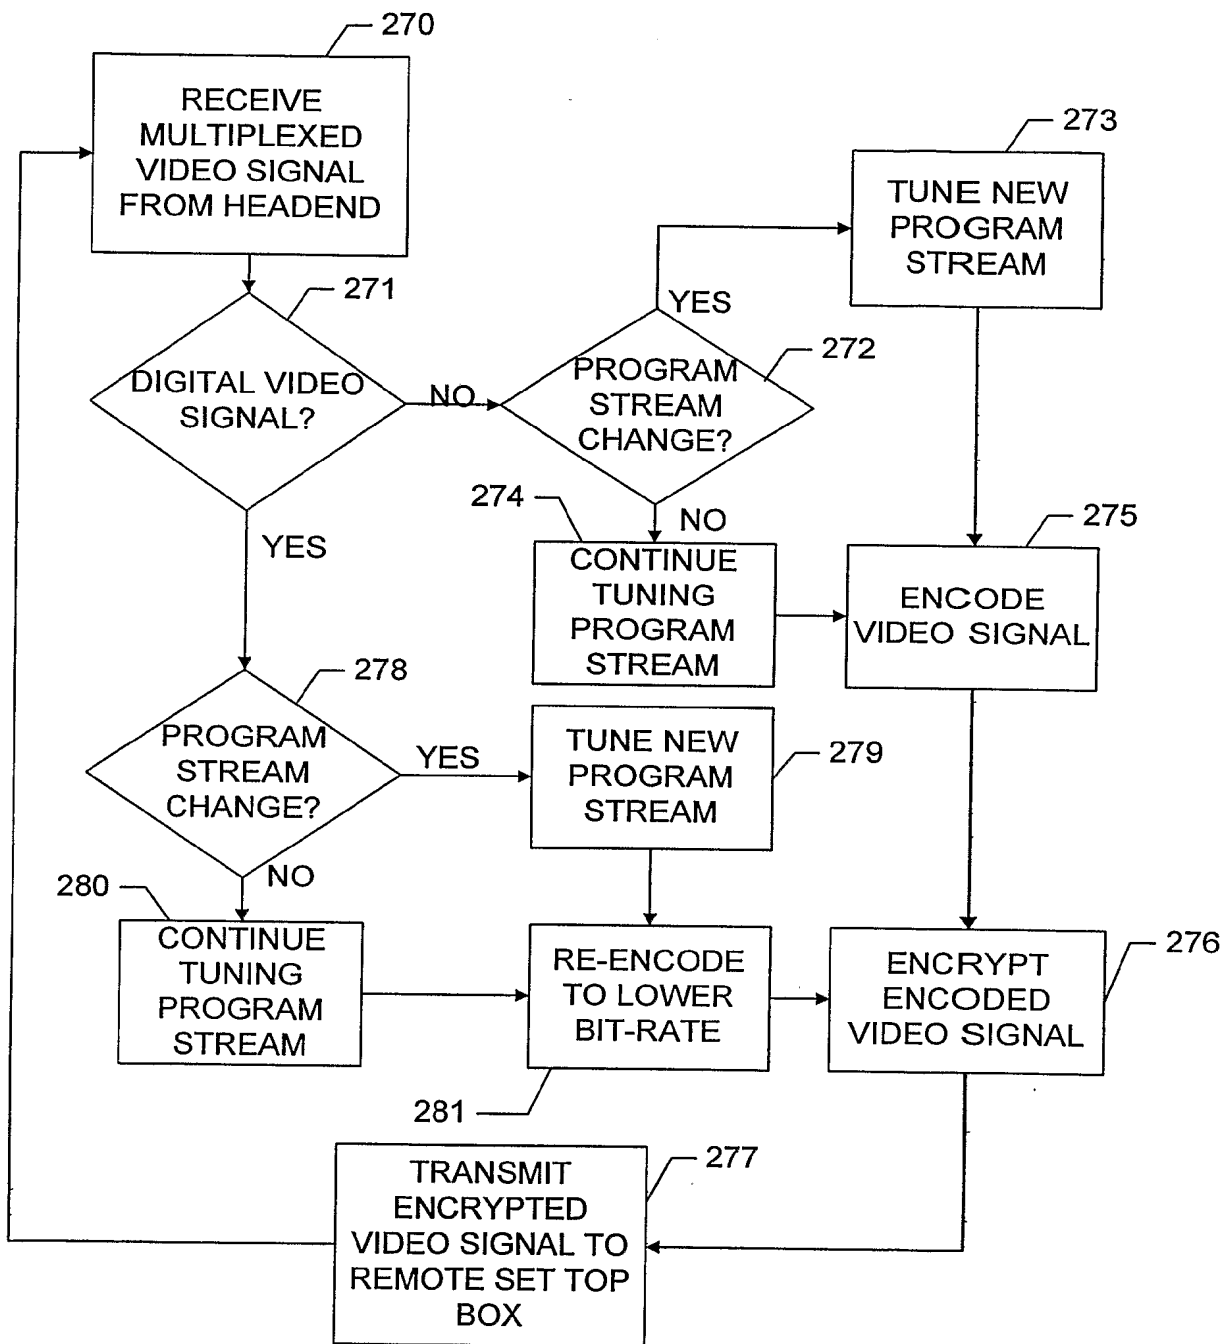 270
RECEIVE
MULTIPLEXED
VIDEO SIGNAL
FROM HEADEND
273
TUNE NEW
PROGRAM
STREAM
271
DIGITAL VIDEO
SIGNAL?
NO
YES
272
PROGRAM
STREAM
CHANGE?
YES
NO
274
CONTINUE
TUNING
PROGRAM
STREAM
275
ENCODE
VIDEO SIGNAL
278
PROGRAM
STREAM
CHANGE?
YES
NO
279
TUNE NEW
PROGRAM
STREAM
280
CONTINUE
TUNING
PROGRAM
STREAM
RE-ENCODE
TO LOWER
BIT-RATE
281
276
ENCRYPT
ENCODED
VIDEO SIGNAL
277
TRANSMIT
ENCRYPTED
VIDEO SIGNAL TO
REMOTE SET TOP
BOX